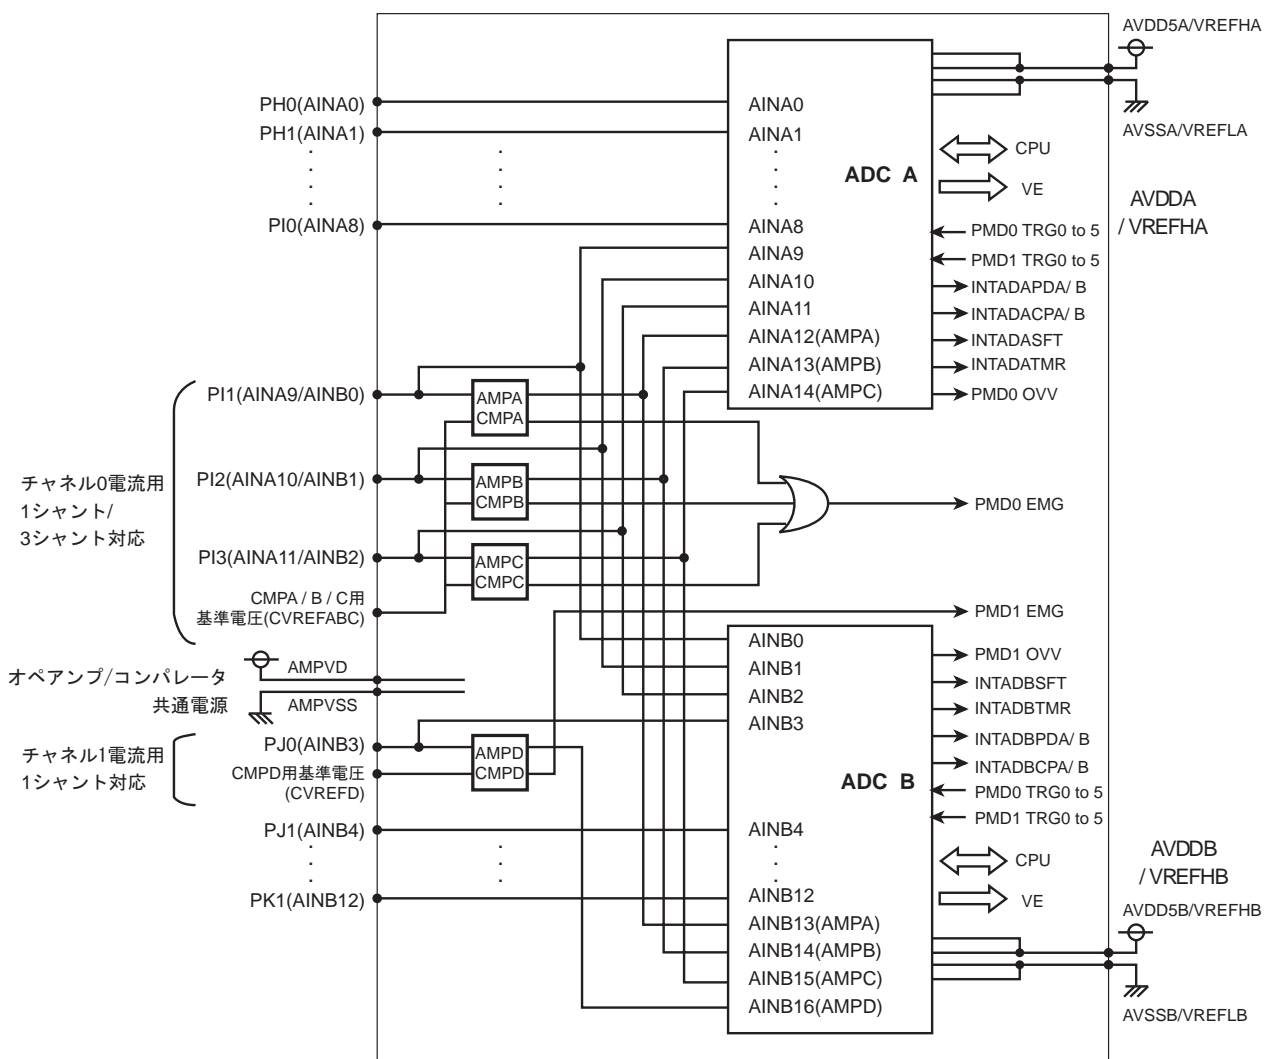 AVDD5A/VREFHA
AVSSA/VREFLA
AVDDA
/ VREFHA
PH0(AINA0)
PH1(AINA1)
PI0(AINA8)
AINA0
AINA1
ADC A
AINA8
AINA9
AINA10
AINA11
AINA12(AMPA)
AINA13(AMPB)
AINA14(AMPC)
CPU
VE
PMD0 TRG0 to 5
PMD1 TRG0 to 5
INTADAPDA/ B
INTADACPA/ B
INTADASFT
INTADATMR
PMD0 OVV
チャネル0電流用
1シャント/
3シャント対応
PI1(AINA9/AINB0)
AMPA
CMPA
PI2(AINA10/AINB1)
AMPB
CMPB
PI3(AINA11/AINB2)
AMPC
CMPC
CMPA / B / C用
基準電圧(CVREFABC)
PMD0 EMG
PMD1 EMG
オペアンプ/コンパレータ
共通電源
AMPVD
AMPVSS
チャネル1電流用
1シャント対応
PJ0(AINB3)
CMPD用基準電圧
(CVREFD)
AMPD
CMPD
PJ1(AINB4)
PK1(AINB12)
AINB0
AINB1
AINB2
AINB3
ADC B
AINB4
AINB12
AINB13(AMPA)
AINB14(AMPB)
AINB15(AMPC)
AINB16(AMPD)
PMD1 OVV
INTADBSFT
INTADBTMR
INTADBPDA/ B
INTADBCPA/ B
PMD0 TRG0 to 5
PMD1 TRG0 to 5
CPU
VE
AVDDB
/ VREFHB
AVDD5B/VREFHB
AVSSB/VREFLB